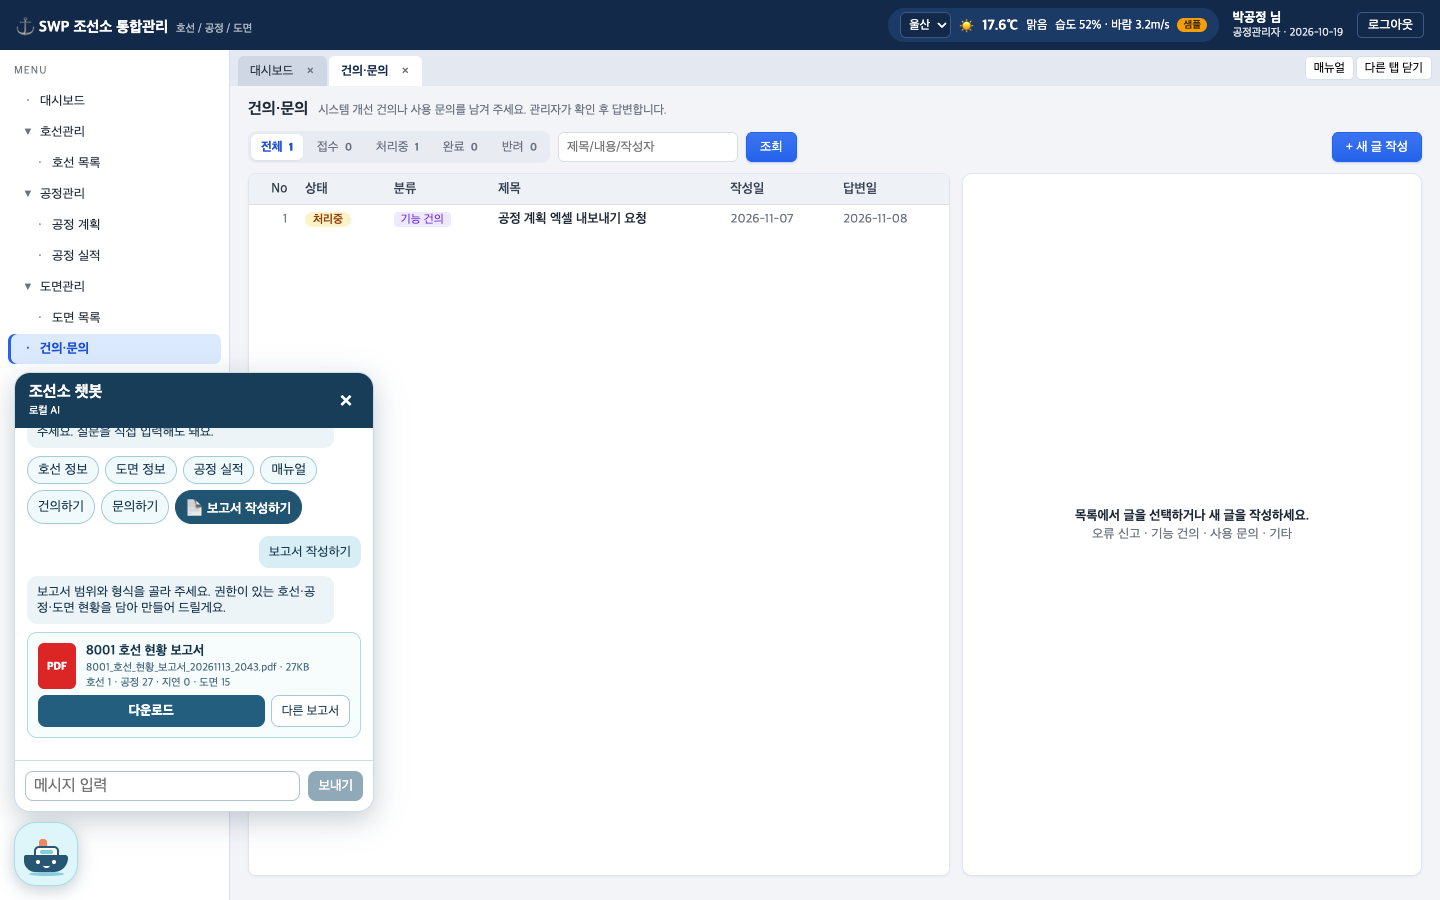 SWP 조선소 통합관리 호선 / 공정 / 도면
울산 17.6℃ 맑음 습도 52% · 바람 3.2m/s 샘플
박공정 님
공정관리자 · 2026-10-19
로그아웃
MENU
· 대시보드
▼ 호선관리
· 호선 목록
▼ 공정관리
· 공정 계획
· 공정 실적
▼ 도면관리
· 도면 목록
· 건의·문의
대시보드 ×
건의·문의 ×
매뉴얼
다른 탭 닫기
건의·문의 시스템 개선 건의나 사용 문의를 남겨 주세요. 관리자가 확인 후 답변합니다.
전체 1 접수 0 처리중 1 완료 0 반려 0
제목/내용/작성자
조회
+ 새 글 작성
No 상태 분류 제목 작성일 답변일
1 처리중 기능 건의 공정 계획 엑셀 내보내기 요청 2026-11-07 2026-11-08
목록에서 글을 선택하거나 새 글을 작성하세요.
오류 신고 · 기능 건의 · 사용 문의 · 기타
조선소 챗봇
로컬 AI
×
주세요. 질문을 직접 입력해도 돼요.
호선 정보 도면 정보 공정 실적 매뉴얼
건의하기 문의하기 보고서 작성하기
보고서 작성하기
보고서 범위와 형식을 골라 주세요. 권한이 있는 호선·공
정·도면 현황을 담아 만들어 드릴게요.
PDF
8001 호선 현황 보고서
8001_호선_현황_보고서_20261113_2043.pdf · 27KB
호선 1 · 공정 27 · 지연 0 · 도면 15
다운로드
다른 보고서
메시지 입력
보내기